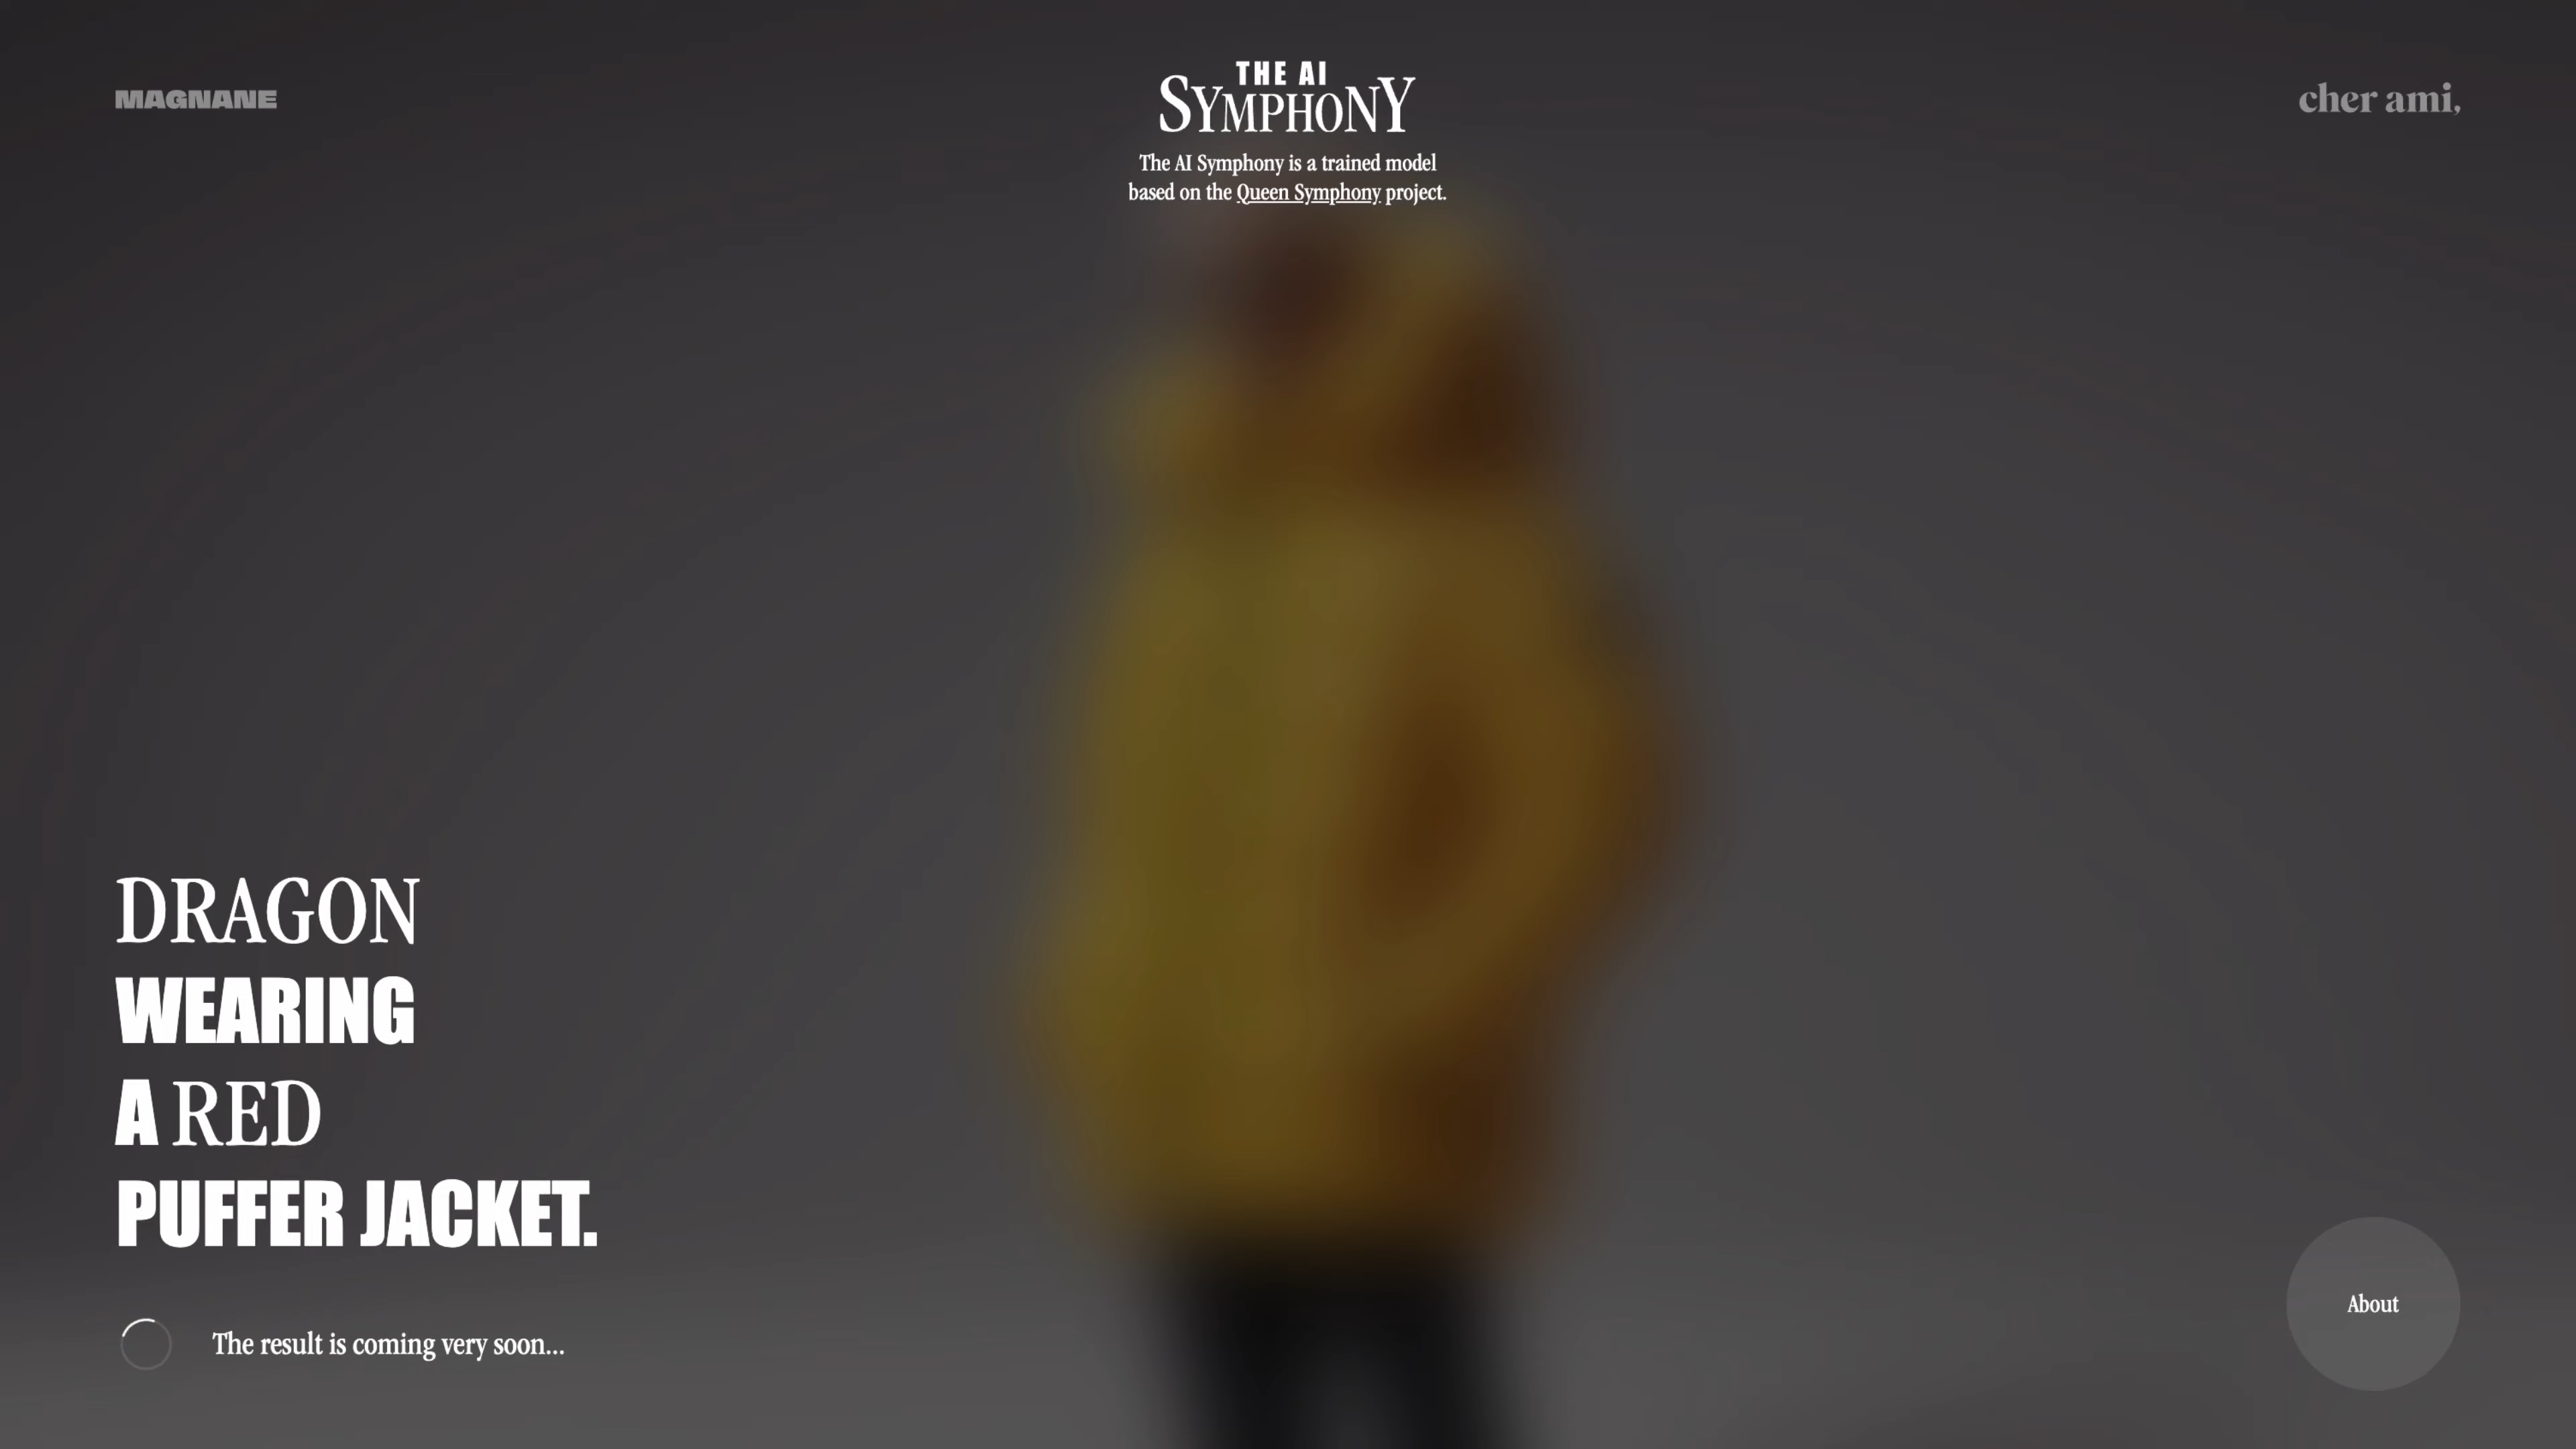 MAGNANE
THE AI
SYMPHONY
cher ami,
The AI Symphony is a trained model
based on the Queen Symphony project.
DRAGON
WEARING
A RED
PUFFER JACKET.
The result is coming very soon...
About